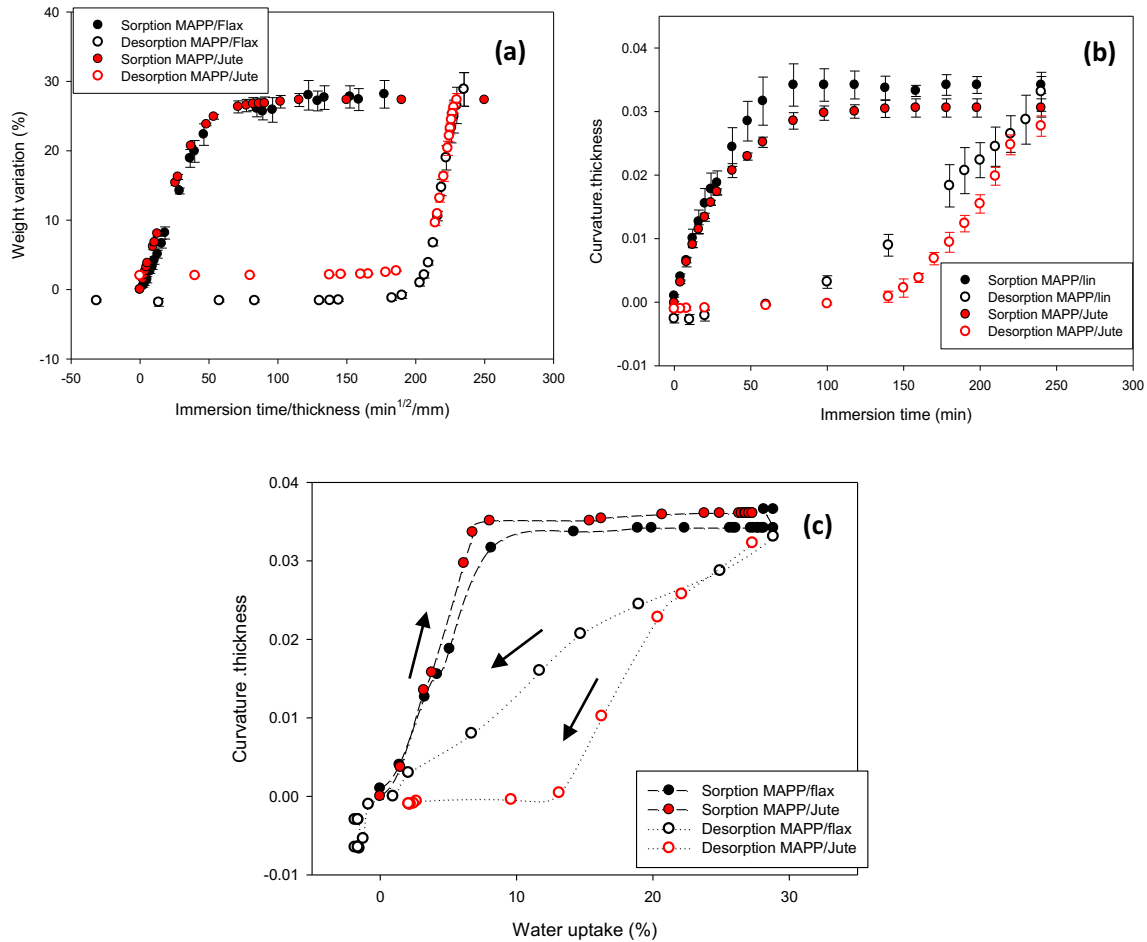 Sorption MAPP/Flax
Desorption MAPP/Flax
Sorption MAPP/Jute
Desorption MAPP/Jute
(a)
Weight variation (%)
40
30
20
10
0
-10
-50 0 50 100 150 200 250 300
Immersion time/thickness (min1/2/mm)
(b)
Curvature.thickness
0.04
0.03
0.02
0.01
0.00
-0.01
Sorption MAPP/lin
Desorption MAPP/lin
Sorption MAPP/Jute
Desorption MAPP/Jute
0 50 100 150 200 250 300
Immersion time (min)
(c)
Curvature .thickness
0.04
0.03
0.02
0.01
0.00
-0.01
Sorption MAPP/flax
Sorption MAPP/Jute
Desorption MAPP/flax
Desorption MAPP/Jute
0 10 20 30
Water uptake (%)